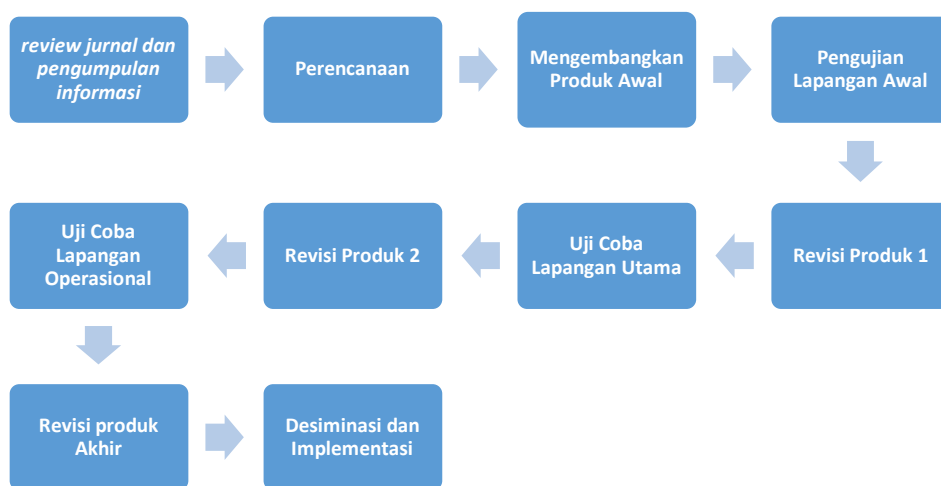 review jurnal dan
pengumpulan
informasi
Perencanaan
Mengembangkan
Produk Awal
Pengujian
Lapangan Awal
Revisi Produk 1
Uji Coba
Lapangan Utama
Revisi Produk 2
Uji Coba
Lapangan
Operasional
Revisi produk
Akhir
Desiminasi dan
Implementasi